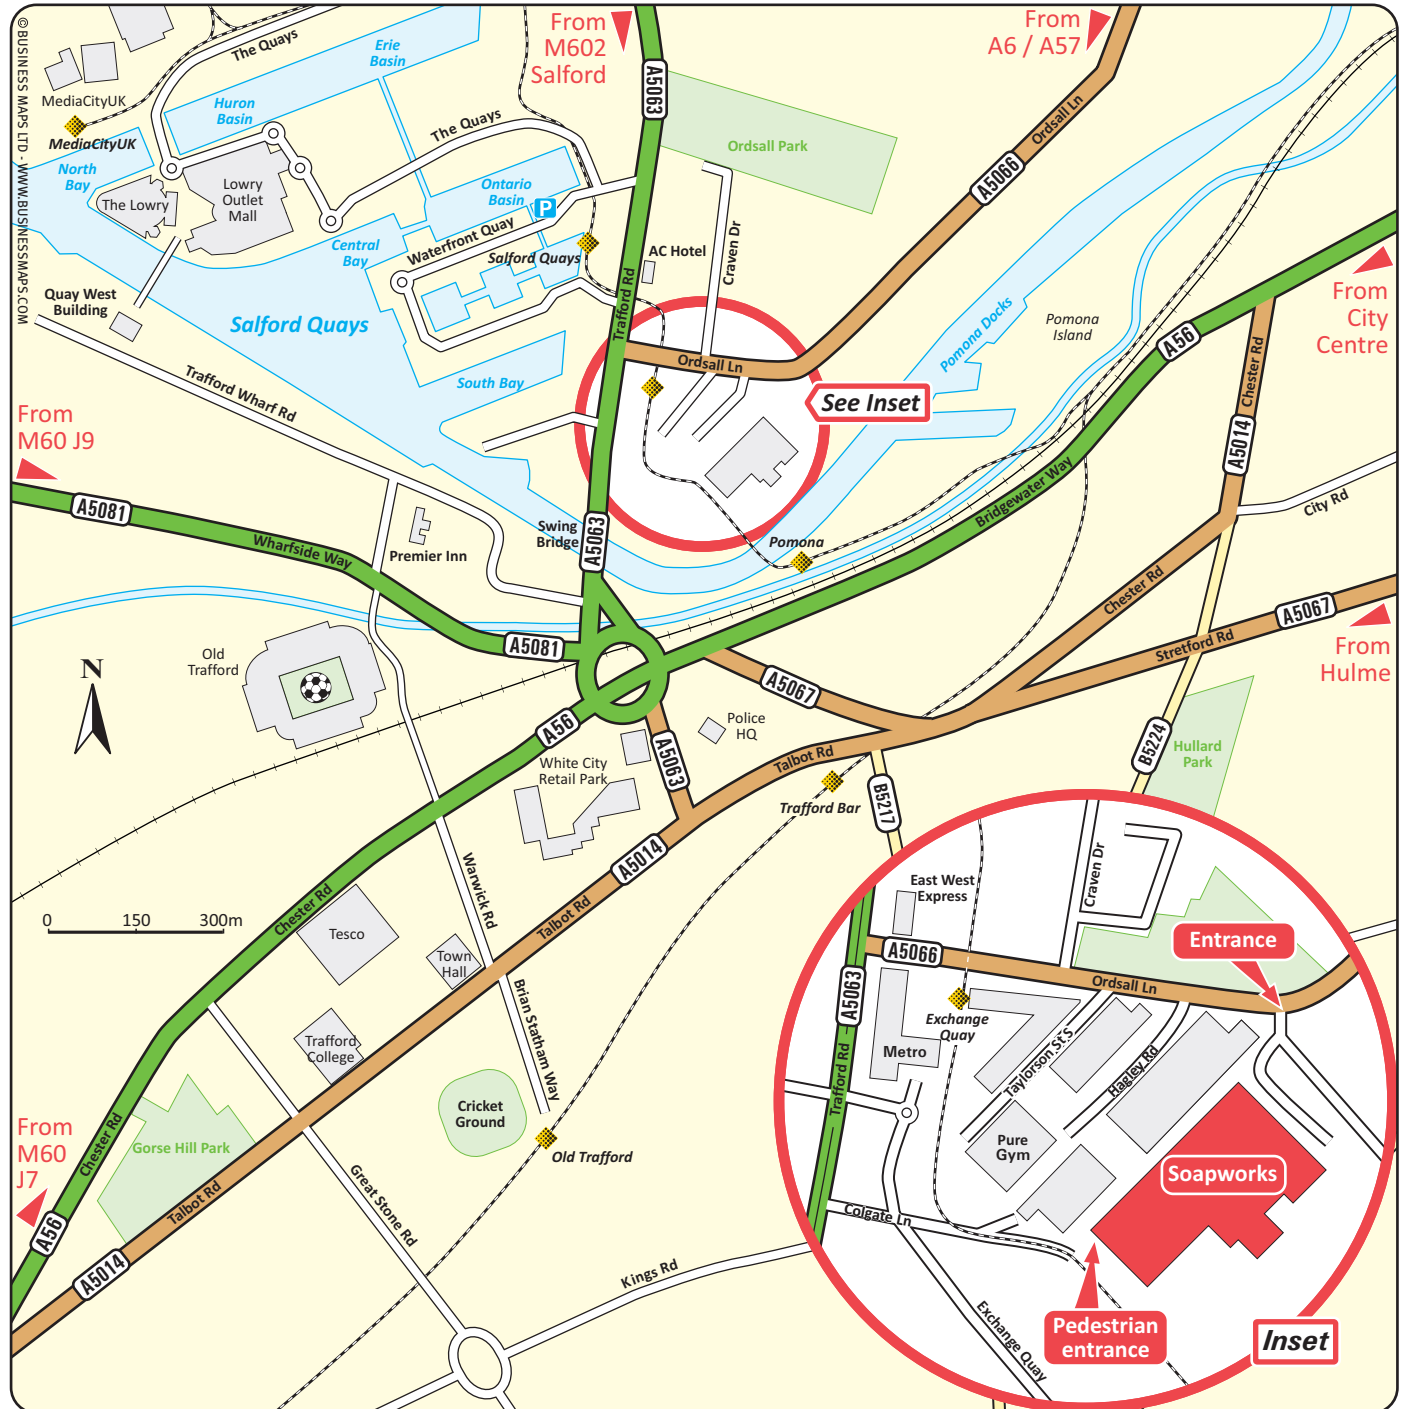 ©BUSINESS MAPS LTD - WWW.BUSINESSMAPS.COM
From
M602
Salford
From
A6 / A57
The Quays
Erie
Basin
A5063
MediaCityUK
MediaCityUK
Huron
Basin
The Quays
Ordsall Park
Ordsall Ln
A5066
North
Bay
The Lowry
Lowry
Outlet
Mall
Ontario
Basin
P
Waterfront Quay
Central
Bay
Salford Quays
AC Hotel
Craven Dr
Trafford Rd
Quay West
Building
Salford Quays
Pomona Docks
Pomona
Island
A56
From
City
Centre
Ordsall Ln
South Bay
See Inset
Chester Rd
A5014
Trafford Wharf Rd
From
M60 J9
A5081
Wharfside Way
Premier Inn
Swing
Bridge
A5063
Pomona
Bridgewater Way
City Rd
Chester Rd
A5067
Stretford Rd
From
Hulme
A5081
Old
Trafford
N
A5067
A56
A5063
Police
HQ
White City
Retail Park
Talbot Rd
Trafford Bar
B5217
B5224
Hullard
Park
A5014
0 150 300m
Chester Rd
Tesco
Warwick Rd
Talbot Rd
Town
Hall
Brian Statham Way
Trafford
College
Cricket
Ground
Old Trafford
From
M60
J7
Chester Rd
Gorse Hill Park
Talbot Rd
A56
A5014
Great Stone Rd
Kings Rd
East West
Express
Craven Dr
Entrance
A5066
Ordsall Ln
A5063
Exchange
Quay
Metro
Trafford Rd
Taylorson St S
Hagley Rd
Pure
Gym
Soapworks
Colgate Ln
Exchange Quay
Pedestrian
entrance
Inset